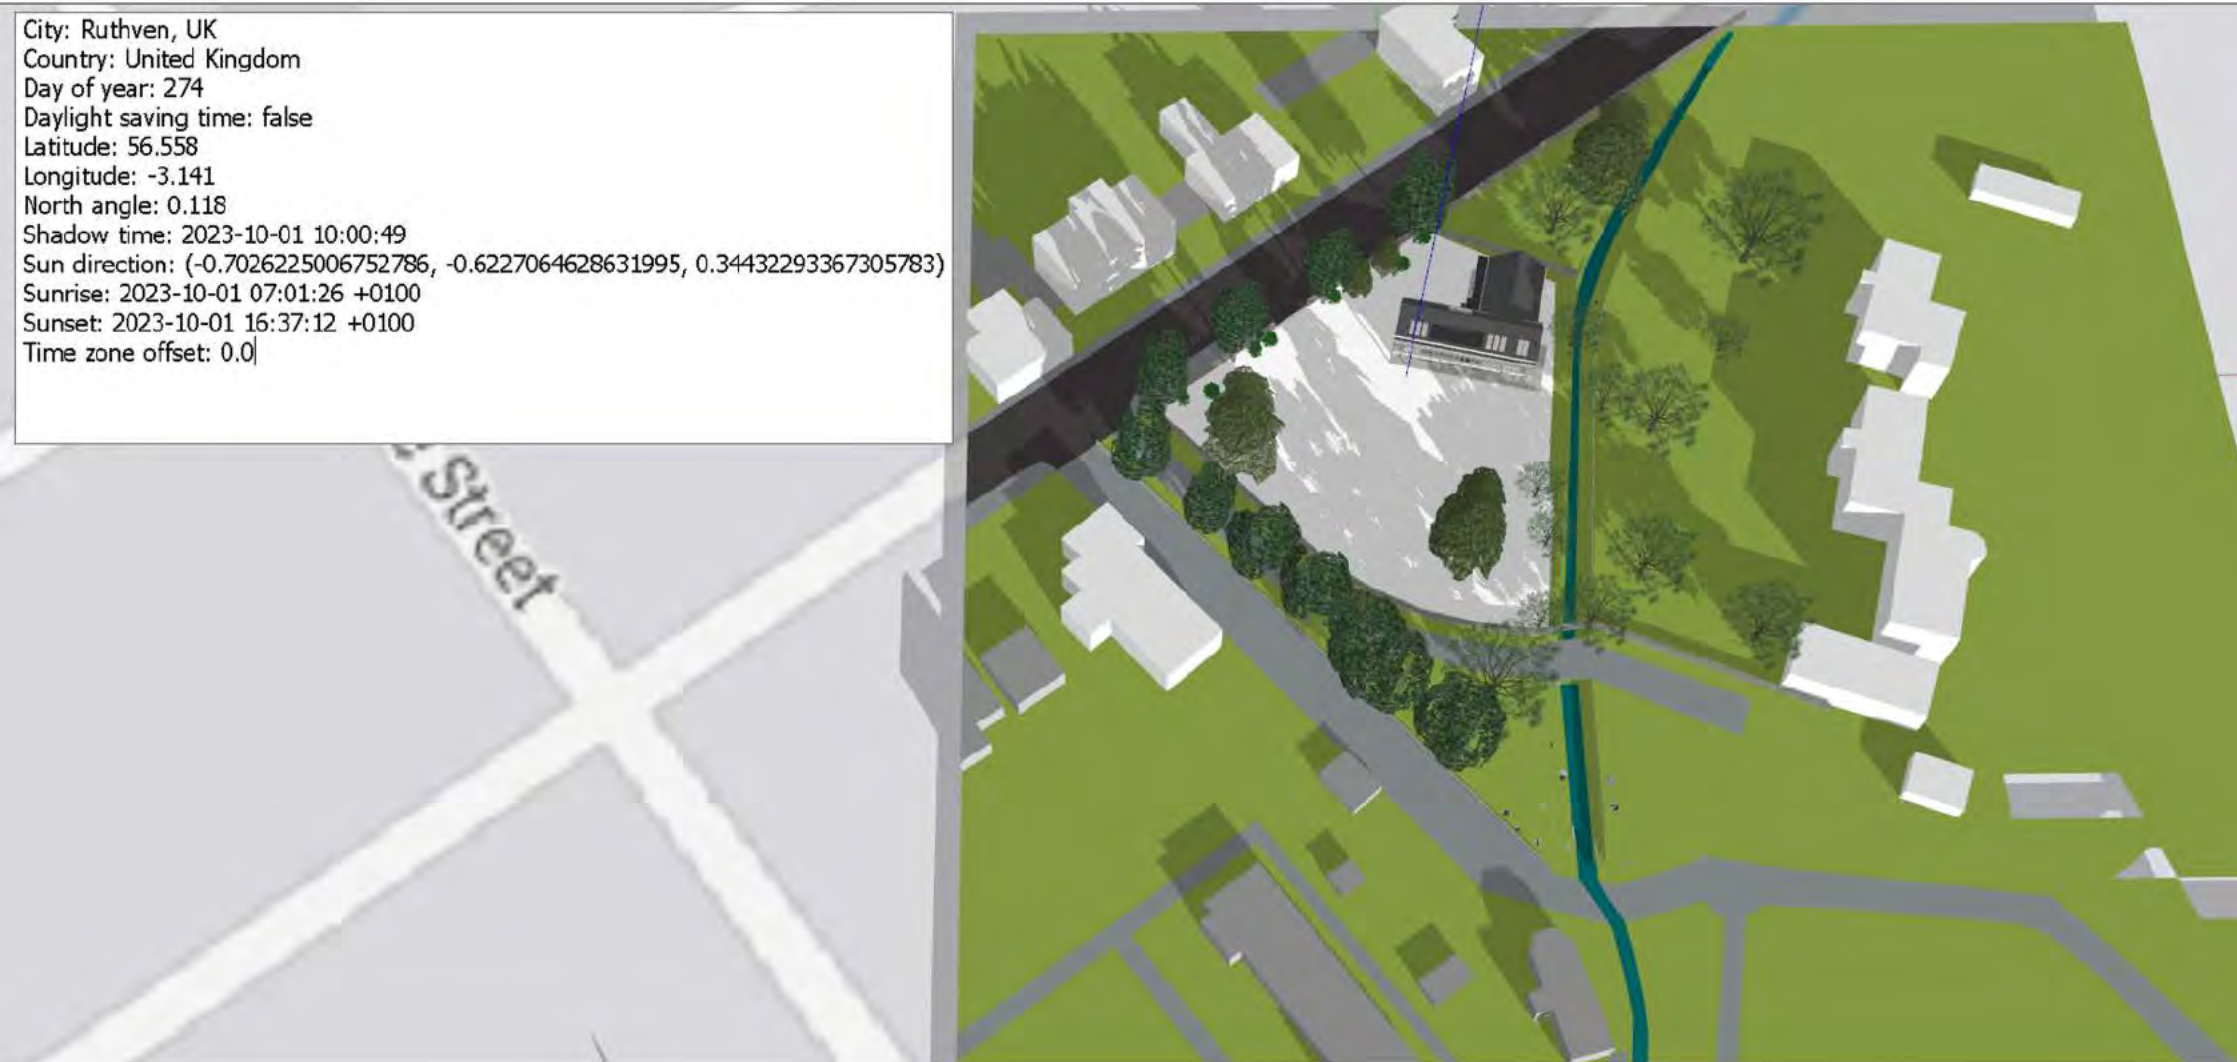 City: Ruthven, UK
Country: United Kingdom
Day of year: 274
Daylight saving time: false
Latitude: 56.558
Longitude: -3.141
North angle: 0.118
Shadow time: 2023-10-01 10:00:49
Sun direction: (-0.7026225006752786, -0.6227064628631995, 0.34432293367305783)
Sunrise: 2023-10-01 07:01:26 +0100
Sunset: 2023-10-01 16:37:12 +0100
Time zone offset: 0.0
Street